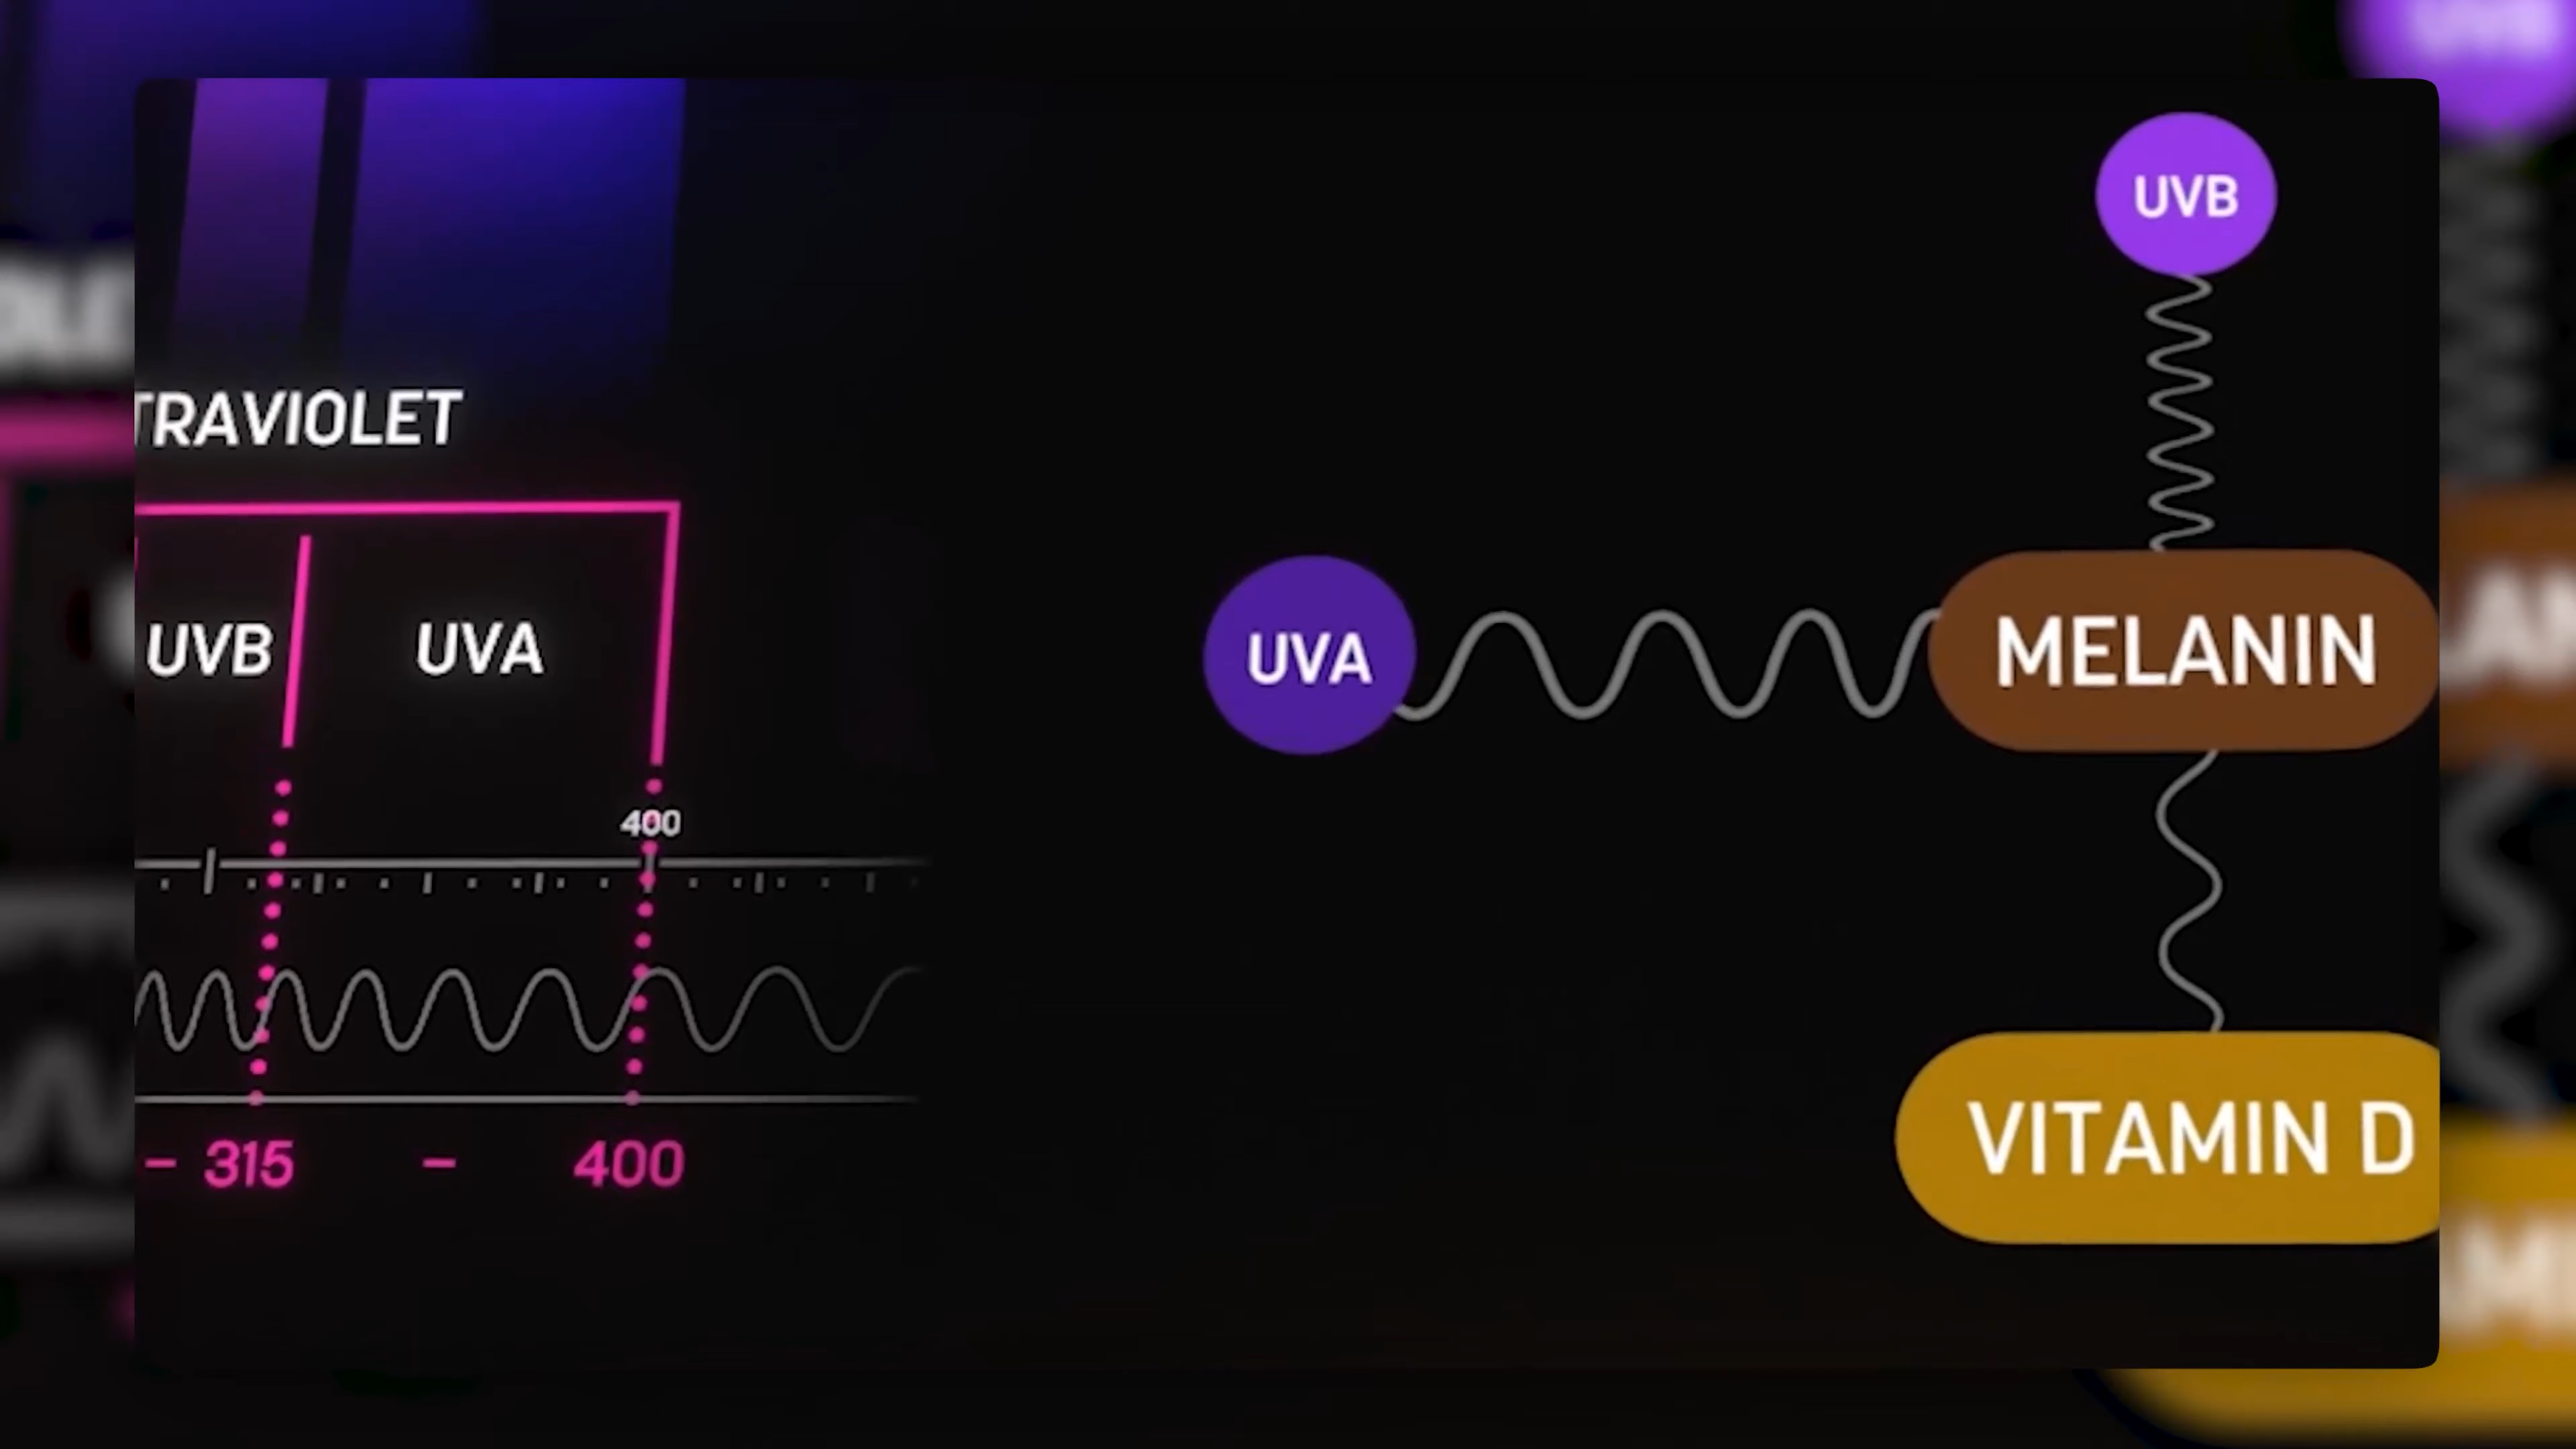 TRAVIOLET
UVB
UVA
400
- 315 - 400
UVB
UVA
MELANIN
VITAMIN D